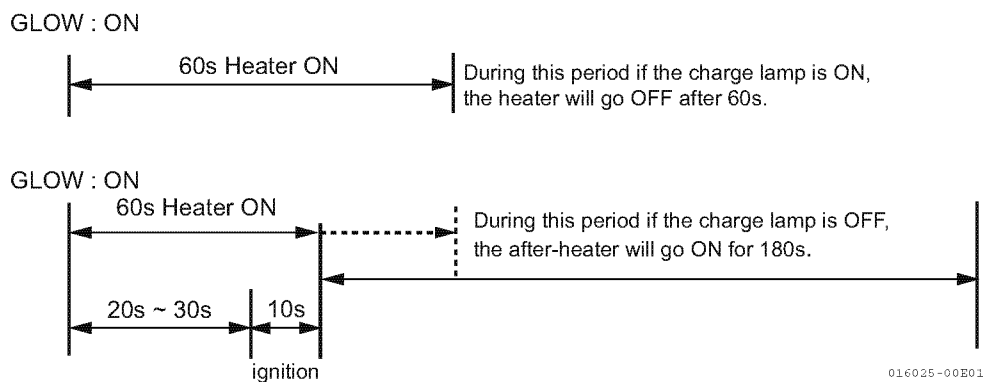 GLOW : ON
60s Heater ON
During this period if the charge lamp is ON,
the heater will go OFF after 60s.
GLOW : ON
60s Heater ON
During this period if the charge lamp is OFF,
the after-heater will go ON for 180s.
20s ~ 30s
10s
ignition
016025-00E01